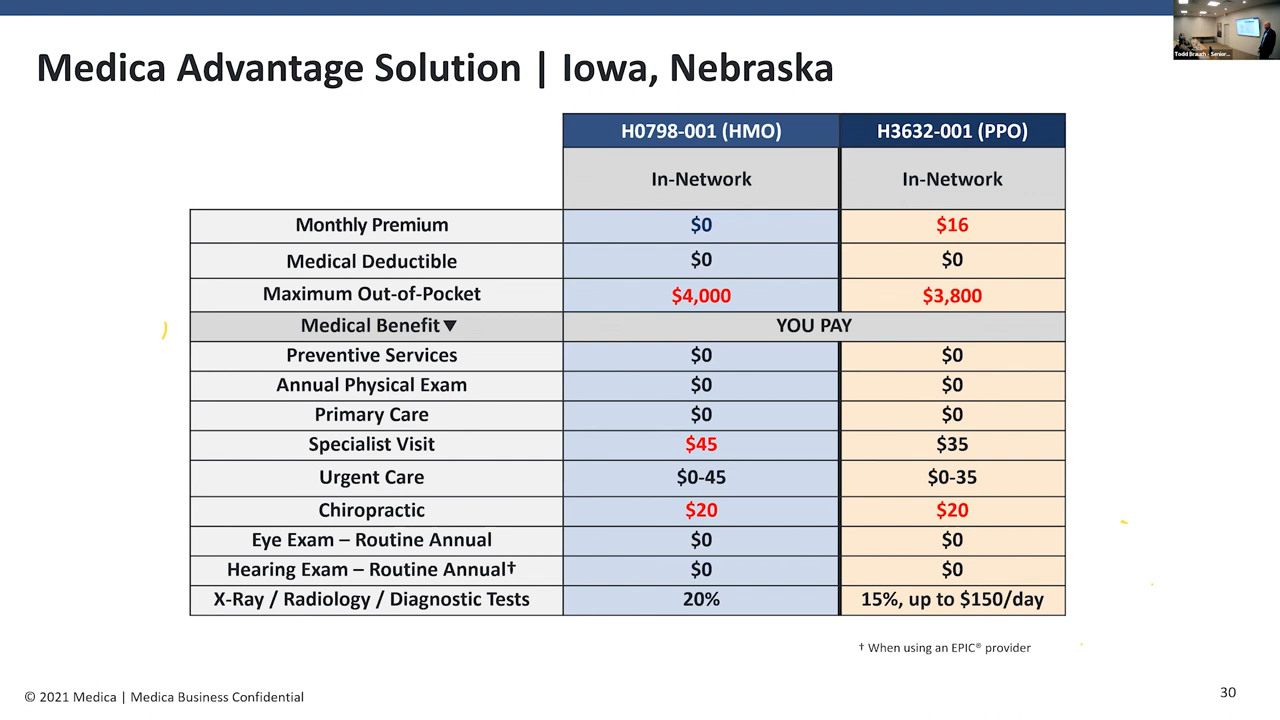 Todd Brauch - Senior...
Medica Advantage Solution | Iowa, Nebraska
H0798-001 (HMO) H3632-001 (PPO)
In-Network In-Network
Monthly Premium $0 $16
Medical Deductible $0 $0
Maximum Out-of-Pocket $4,000 $3,800
Medical Benefit▼ YOU PAY
Preventive Services $0 $0
Annual Physical Exam $0 $0
Primary Care $0 $0
Specialist Visit $45 $35
Urgent Care $0-45 $0-35
Chiropractic $20 $20
Eye Exam – Routine Annual $0 $0
Hearing Exam – Routine Annual† $0 $0
X-Ray / Radiology / Diagnostic Tests 20% 15%, up to $150/day
† When using an EPIC® provider
© 2021 Medica | Medica Business Confidential
30